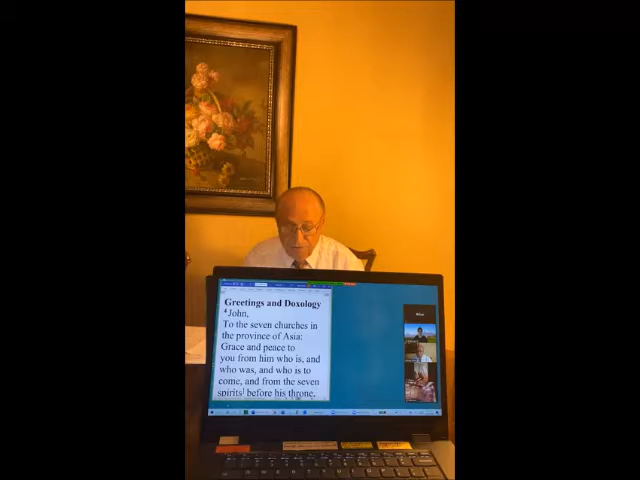 Greetings and Doxology
⁴John,
To the seven churches in
the province of Asia:
Grace and peace to
you from him who is, and
who was, and who is to
come, and from the seven
spirits before his throne,